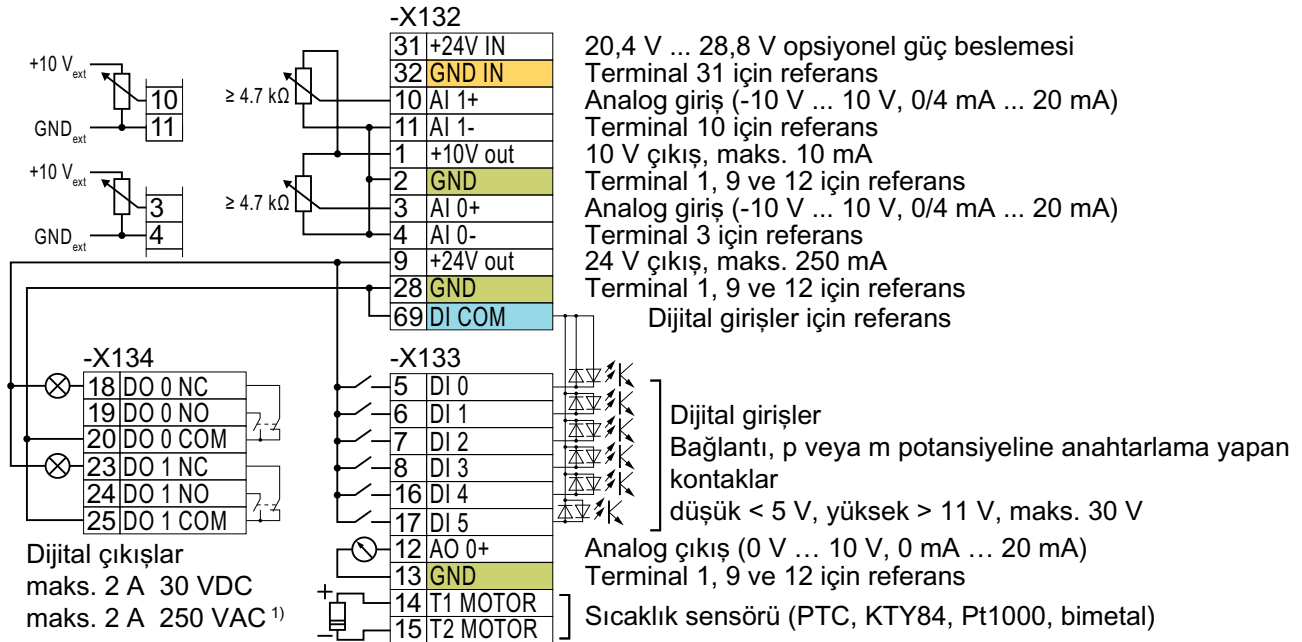 -X132
31 +24V IN 20,4 V ... 28,8 V opsiyonel güç beslemesi
32 GND IN Terminal 31 için referans
10 AI 1+ Analog giriş (-10 V ... 10 V, 0/4 mA ... 20 mA)
11 AI 1- Terminal 10 için referans
1 +10V out 10 V çıkış, maks. 10 mA
2 GND Terminal 1, 9 ve 12 için referans
3 AI 0+ Analog giriş (-10 V ... 10 V, 0/4 mA ... 20 mA)
4 AI 0- Terminal 3 için referans
9 +24V out 24 V çıkış, maks. 250 mA
28 GND Terminal 1, 9 ve 12 için referans
69 DI COM Dijital girişler için referans
+10 Vext
10
GNDext 11
≥ 4.7 kΩ
+10 Vext
3
GNDext 4
≥ 4.7 kΩ
-X134
18 DO 0 NC
19 DO 0 NO
20 DO 0 COM
23 DO 1 NC
24 DO 1 NO
25 DO 1 COM
Dijital çıkışlar
maks. 2 A 30 VDC
maks. 2 A 250 VAC 1)
-X133
5 DI 0
6 DI 1
7 DI 2
8 DI 3
16 DI 4
17 DI 5
Dijital girişler
Bağlantı, p veya m potansiyeline anahtarlama yapan
kontaklar
düşük < 5 V, yüksek > 11 V, maks. 30 V
12 AO 0+ Analog çıkış (0 V … 10 V, 0 mA … 20 mA)
13 GND Terminal 1, 9 ve 12 için referans
+
14 T1 MOTOR
15 T2 MOTOR
–
Sıcaklık sensörü (PTC, KTY84, Pt1000, bimetal)